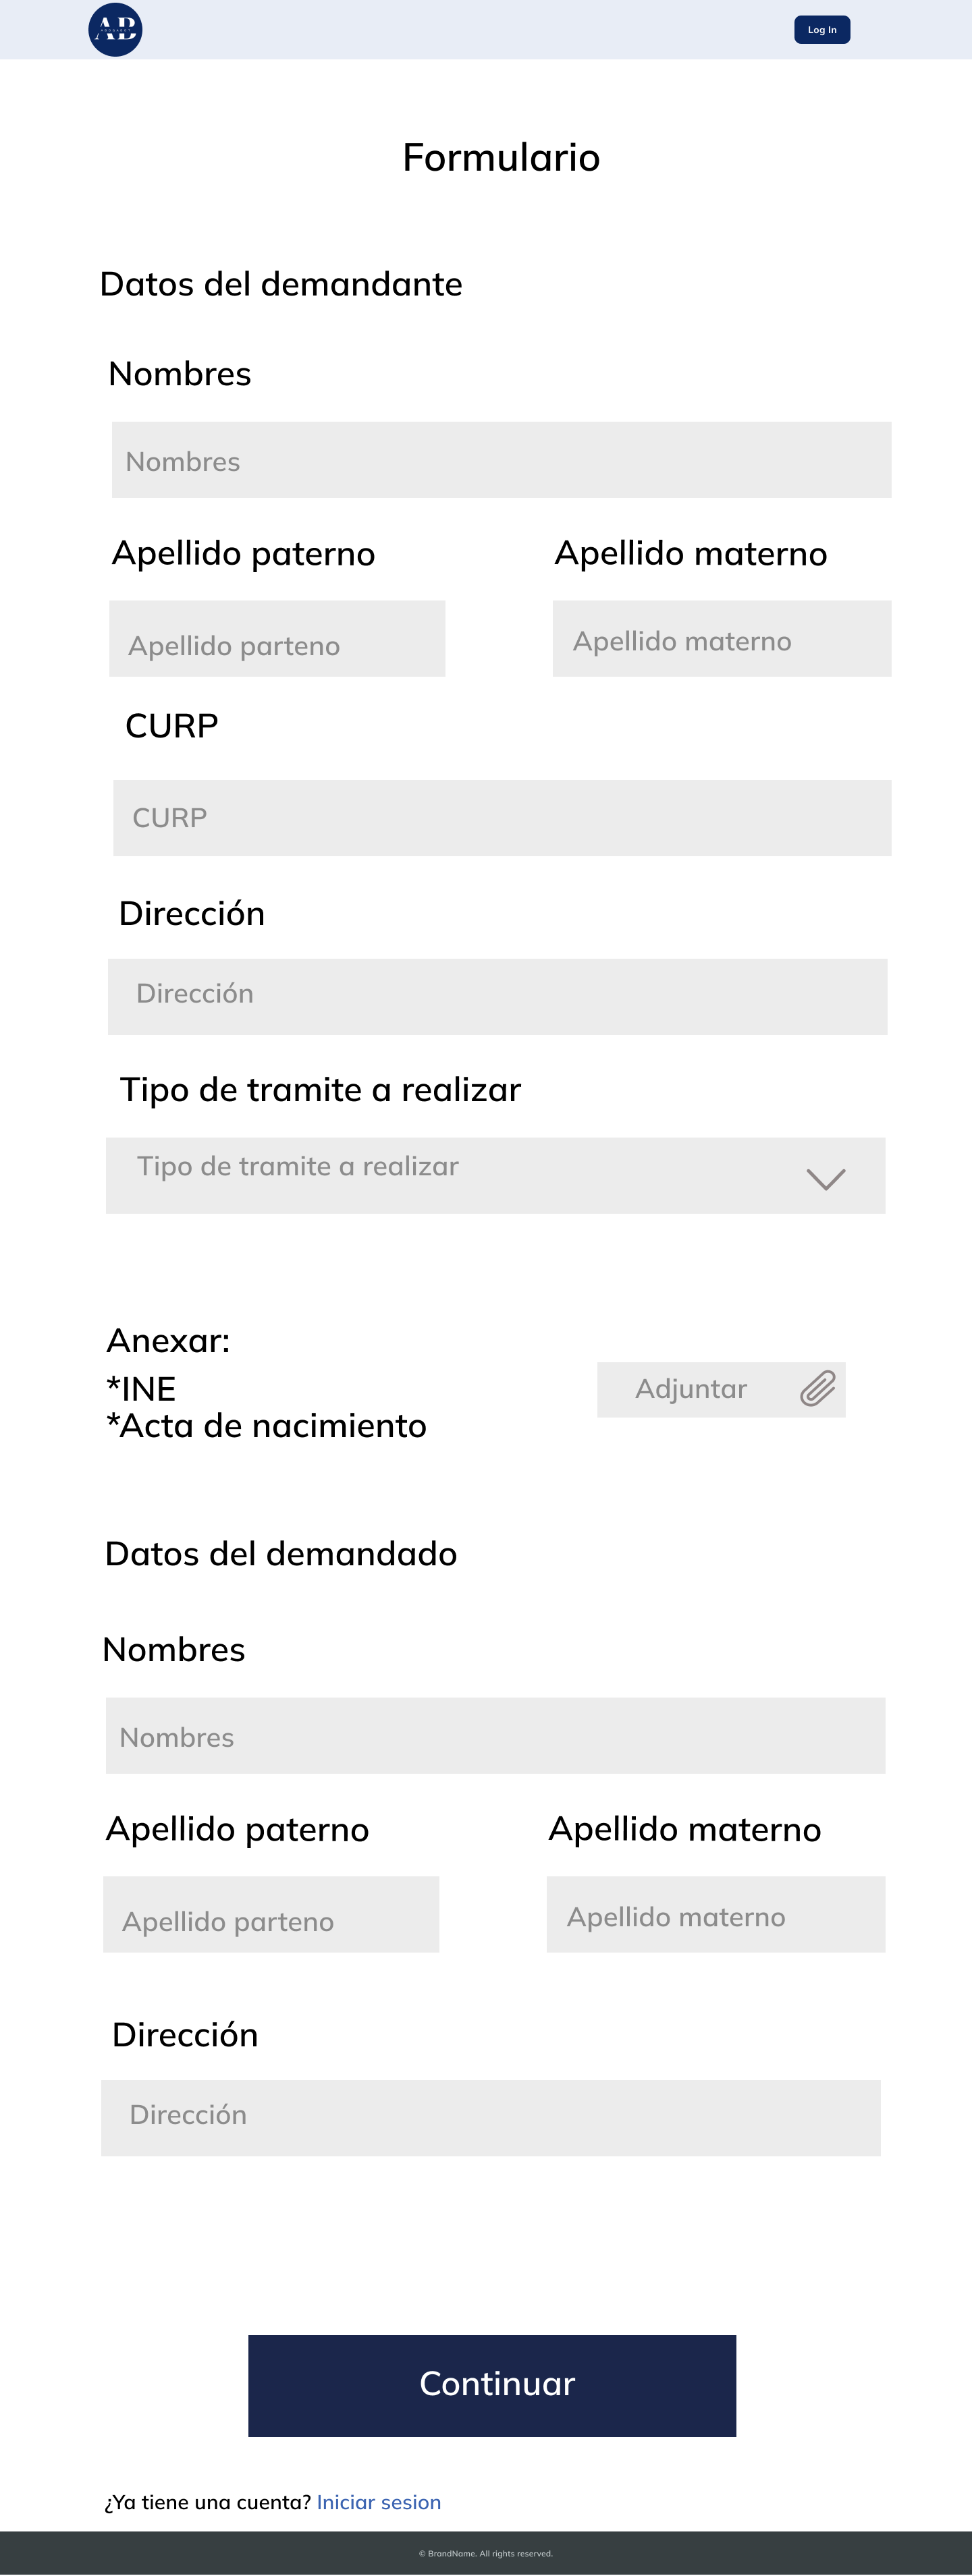 AB
Log In
Formulario
Datos del demandante
Nombres
Nombres
Apellido paterno
Apellido materno
Apellido parteno
Apellido materno
CURP
CURP
Dirección
Dirección
Tipo de tramite a realizar
Tipo de tramite a realizar
Anexar:
*INE
Adjuntar
*Acta de nacimiento
Datos del demandado
Nombres
Nombres
Apellido paterno
Apellido materno
Apellido parteno
Apellido materno
Dirección
Dirección
Continuar
¿Ya tiene una cuenta? Iniciar sesion
© BrandName. All rights reserved.